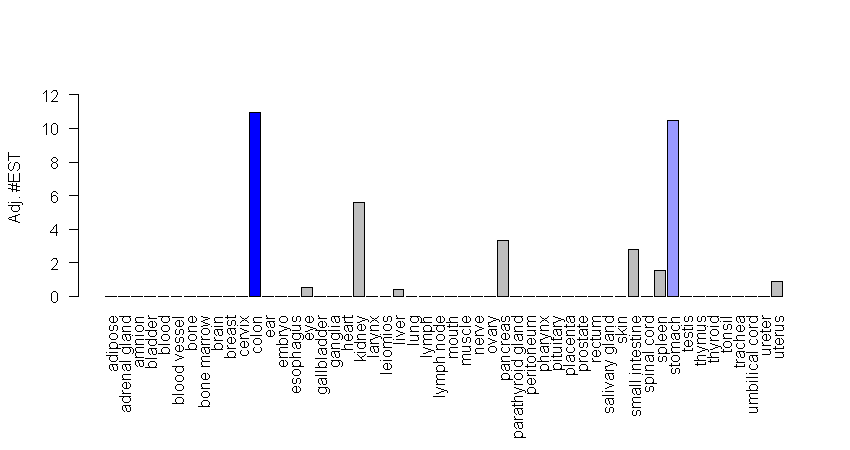 12
10
8
6
4
2
0
Adj. #EST
adipose
adrenal gland
amnion
bladder
blood
blood vessel
bone
bone marrow
brain
breast
cervix
colon
ear
embryo
esophagus
eye
gallbladder
ganglia
heart
kidney
larynx
leiomios
liver
lung
lymph
lymph node
mouth
muscle
nerve
ovary
pancreas
parathyroid gland
peritoneum
pharynx
pituitary
placenta
prostate
rectum
salivary gland
skin
small intestine
spinal cord
spleen
stomach
testis
thymus
thyroid
tonsil
trachea
umbilical cord
ureter
uterus